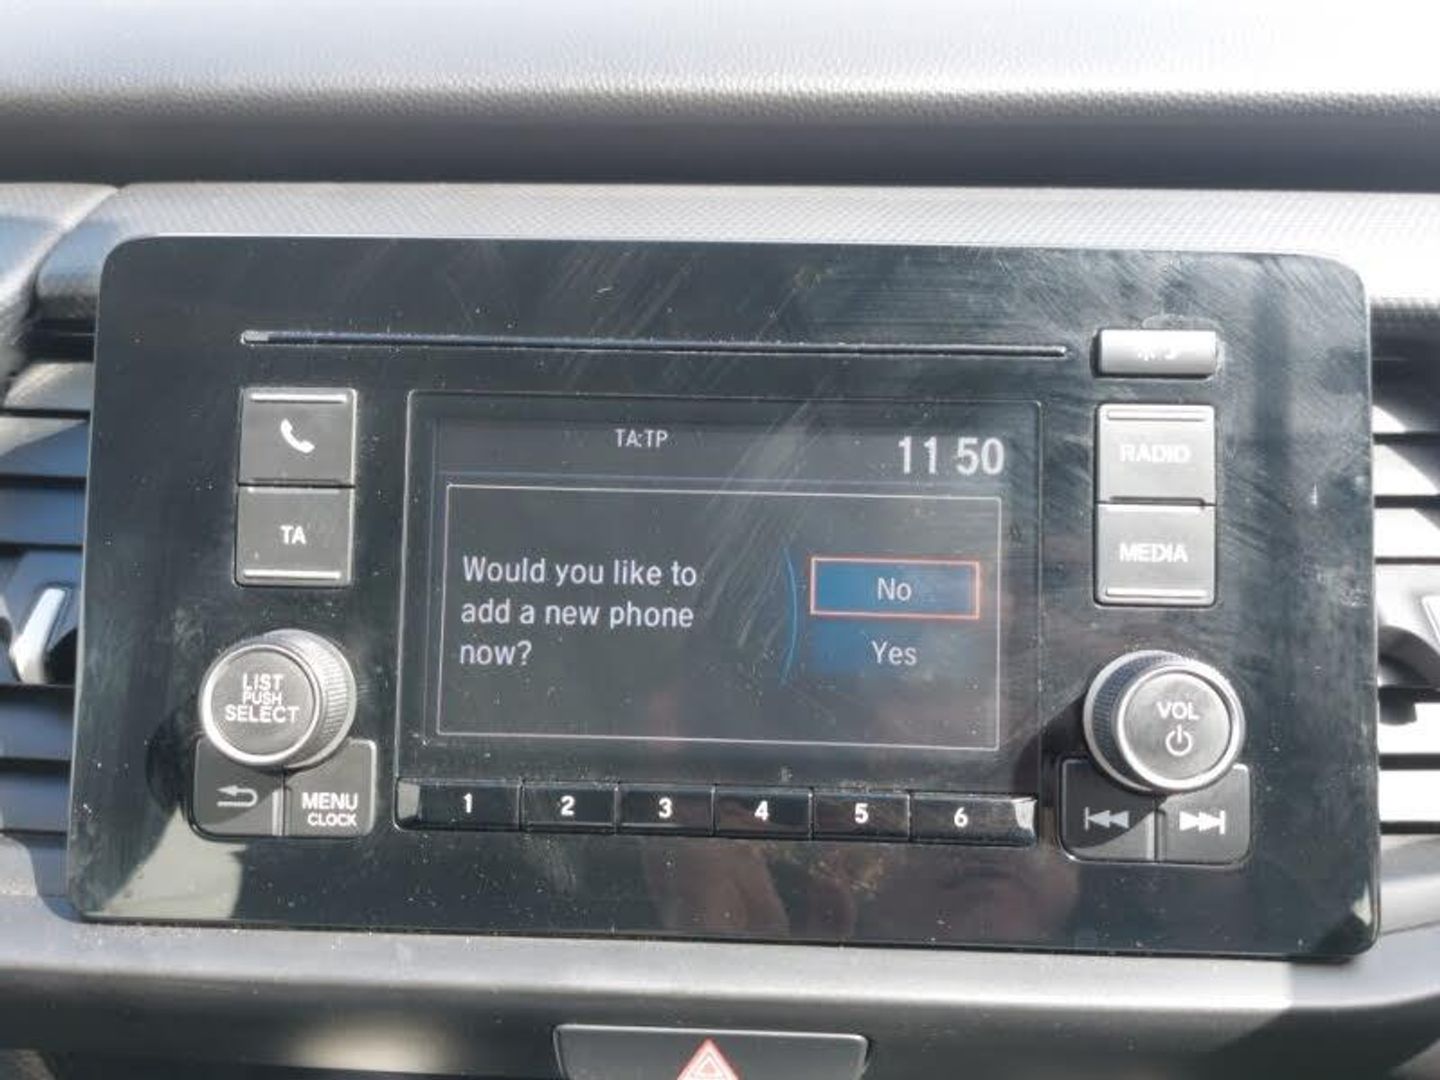 TA:TP
11 50
RADIO
TA
MEDIA
Would you like to
add a new phone
now?
No
Yes
LIST
PUSH
SELECT
VOL
MENU
CLOCK
1 2 3 4 5 6